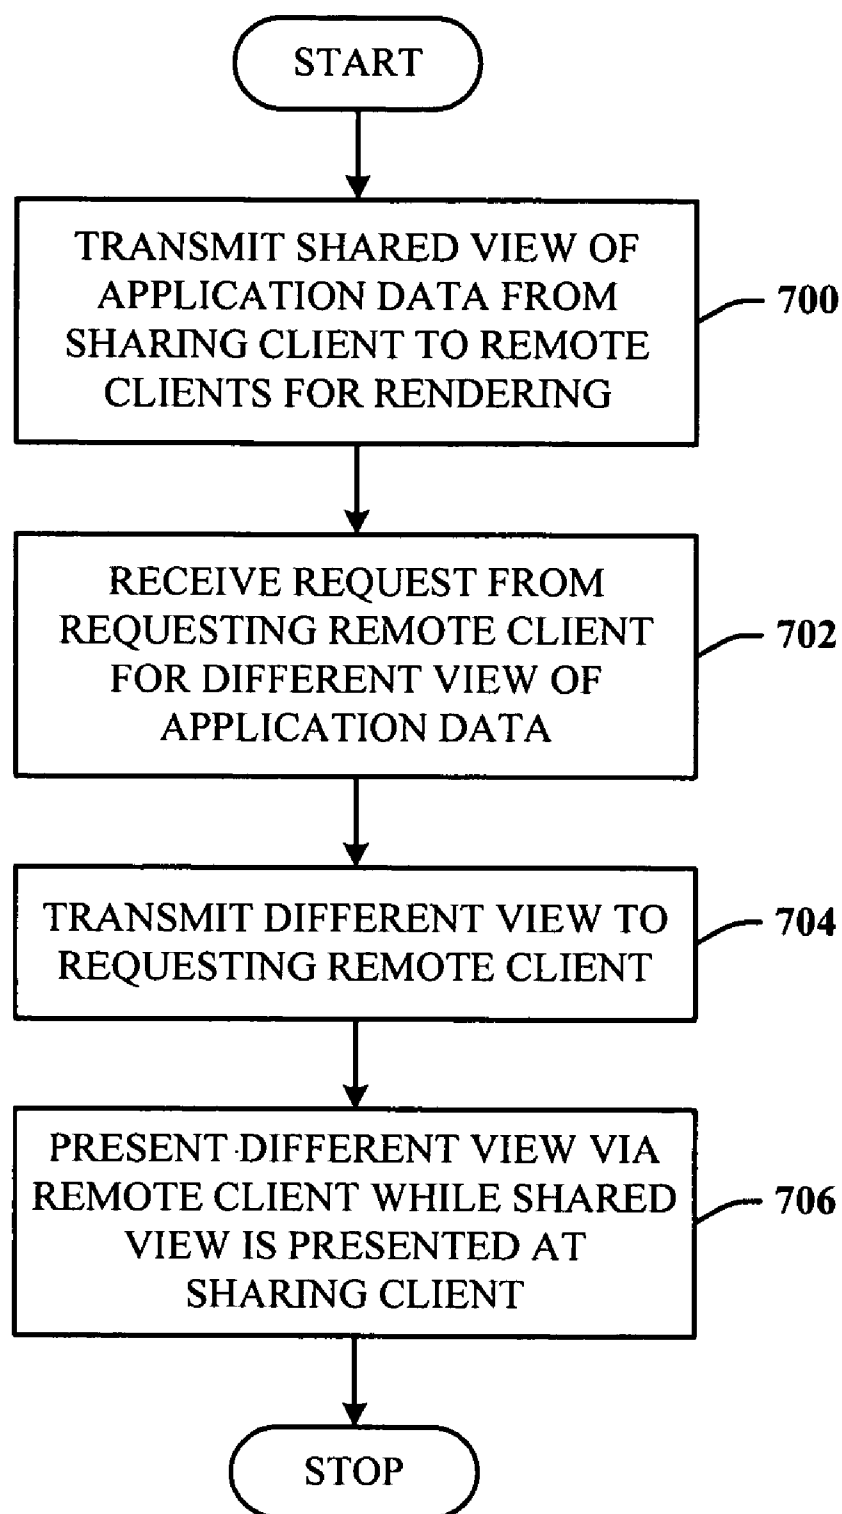 START
TRANSMIT SHARED VIEW OF
APPLICATION DATA FROM
SHARING CLIENT TO REMOTE
CLIENTS FOR RENDERING
700
RECEIVE REQUEST FROM
REQUESTING REMOTE CLIENT
FOR DIFFERENT VIEW OF
APPLICATION DATA
702
TRANSMIT DIFFERENT VIEW TO
REQUESTING REMOTE CLIENT
704
PRESENT DIFFERENT VIEW VIA
REMOTE CLIENT WHILE SHARED
VIEW IS PRESENTED AT
SHARING CLIENT
706
STOP